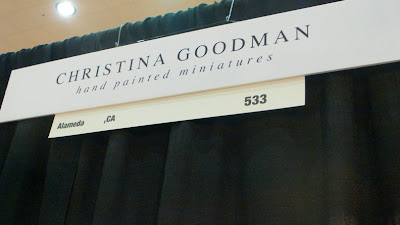 CHRISTINA GOODMAN
hand painted miniatures
Alameda ,CA 533